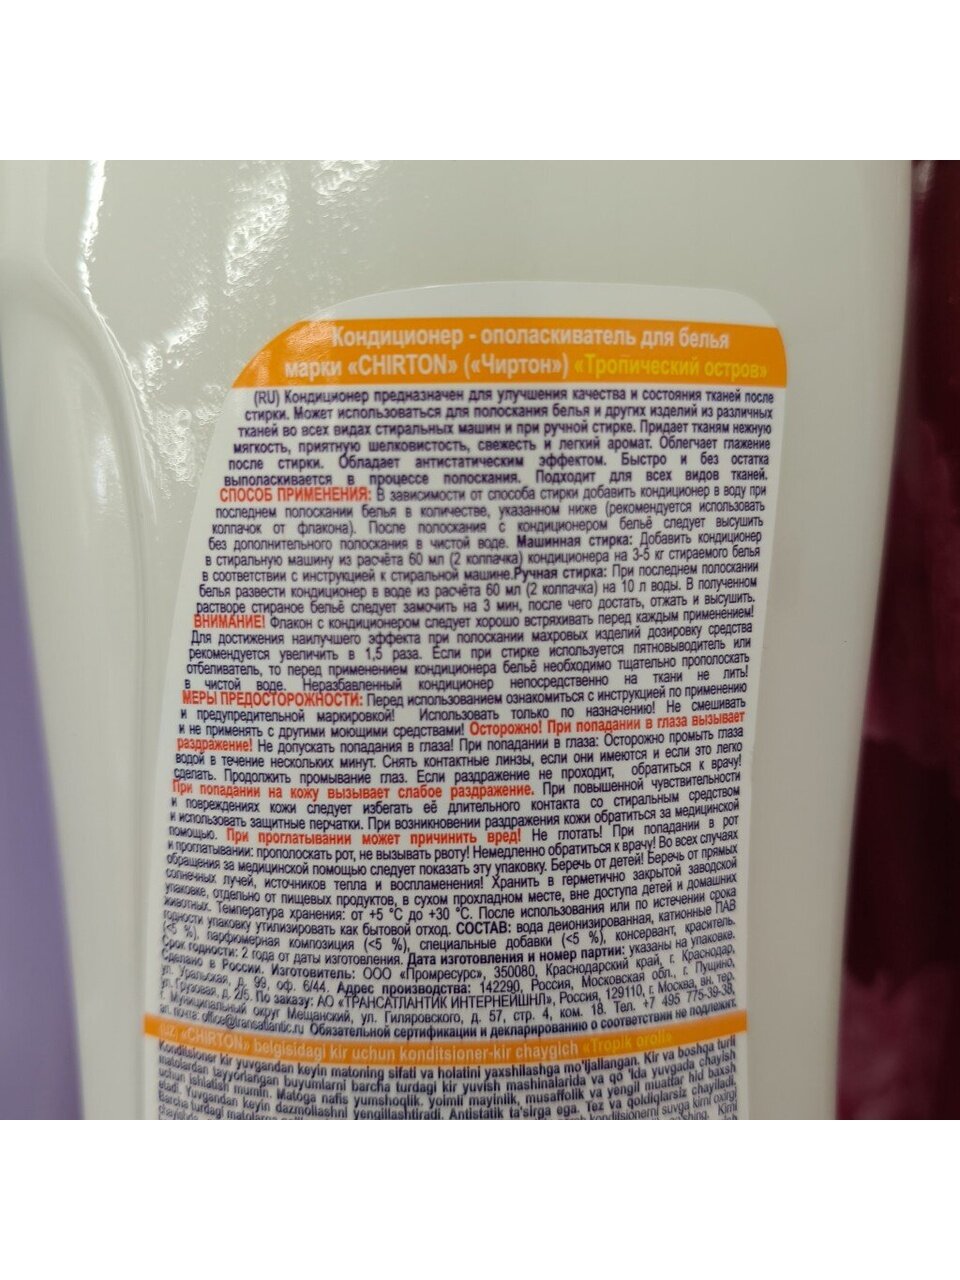 Кондиционер - ополаскиватель для белья
марки «CHIRTON» («Чиртон») «Тропический остров»
(RU) Кондиционер предназначен для улучшения качества и состояния тканей после
стирки. Может использоваться для полоскания белья и других изделий из различных
тканей во всех видах стиральных машин и при ручной стирке. Придает тканям нежную
мягкость, приятную шелковистость, свежесть и легкий аромат. Облегчает глажение
после стирки. Обладает антистатическим эффектом. Быстро и без остатка
выполаскивается в процессе полоскания. Подходит для всех видов тканей.
СПОСОБ ПРИМЕНЕНИЯ: В зависимости от способа стирки добавить кондиционер в воду при
последнем полоскании белья в количестве, указанном ниже (рекомендуется использовать
колпачок от флакона). После полоскания с кондиционером бельё следует высушить
без дополнительного полоскания в чистой воде. Машинная стирка: Добавить кондиционер
в стиральную машину из расчёта 60 мл (2 колпачка) кондиционера на 3-5 кг стираемого белья
в соответствии с инструкцией к стиральной машине.Ручная стирка: При последнем полоскании
белья развести кондиционер в воде из расчёта 60 мл (2 колпачка) на 10 л воды. В полученном
растворе стираное бельё следует замочить на 3 мин, после чего достать, отжать и высушить.
ВНИМАНИЕ! Флакон с кондиционером следует хорошо встряхивать перед каждым применением!
Для достижения наилучшего эффекта при полоскании махровых изделий дозировку средства
рекомендуется увеличить в 1,5 раза. Если при стирке используется пятновыводитель или
отбеливатель, то перед применением кондиционера бельё необходимо тщательно прополоскать
в чистой воде. Неразбавленный кондиционер непосредственно на ткани не лить!
МЕРЫ ПРЕДОСТОРОЖНОСТИ: Перед использованием ознакомиться с инструкцией по применению
и предупредительной маркировкой! Использовать только по назначению! Не смешивать
и не применять с другими моющими средствами! Осторожно! При попадании в глаза вызывает
раздражение! Не допускать попадания в глаза! При попадании в глаза: Осторожно промыть глаза
водой в течение нескольких минут. Снять контактные линзы, если они имеются и если это легко
сделать. Продолжить промывание глаз. Если раздражение не проходит, обратиться к врачу!
При попадании на кожу вызывает слабое раздражение. При повышенной чувствительности
и повреждениях кожи следует избегать её длительного контакта со стиральным средством
и использовать защитные перчатки. При возникновении раздражения кожи обратиться за медицинской
помощью. При проглатывании может причинить вред! Не глотать! При попадании в рот
и проглатывании: прополоскать рот, не вызывать рвоту! Немедленно обратиться к врачу! Во всех случаях
обращения за медицинской помощью следует показать эту упаковку. Беречь от детей! Беречь от прямых
солнечных лучей, источников тепла и воспламенения! Хранить в герметично закрытой заводской
упаковке, отдельно от пищевых продуктов, в сухом прохладном месте, вне доступа детей и домашних
животных. Температура хранения: от +5 °С до +30 °С. После использования или по истечении срока
годности упаковку утилизировать как бытовой отход. СОСТАВ: вода деионизированная, катионные ПАВ
(<5 %), парфюмерная композиция (<5 %), специальные добавки (<5 %), консервант, краситель.
Срок годности: 2 года от даты изготовления. Дата изготовления и номер партии: указаны на упаковке.
Сделано в России. Изготовитель: ООО «Промресурс», 350080, Краснодарский край, г. Краснодар,
ул. Уральская, д. 99, оф. 6/44. Адрес производства: 142290, Россия, Московская обл., г. Пущино,
ул. Грузовая, д. 2/5. По заказу: АО «ТРАНСАТЛАНТИК ИНТЕРНЕЙШНЛ», Россия, 129110, г. Москва, вн. тер.
г. Муниципальный округ Мещанский, ул. Гиляровского, д. 57, стр. 4, ком. 18. Тел. +7 495 775-39-38,
эл. почта: office@transatlantic.ru Обязательной сертификации и декларированию о соответствии не подлежит.
(UZ) «CHIRTON» belgisidagi kir uchun konditsioner-kir chaygich «Tropik oroli»
Konditsioner kir yuvgandan keyin matoning sifati va holatini yaxshilashga mo'ljallangan. Kir va boshqa turli
matolardan tayyorlangan buyumlarni barcha turdagi kir yuvish mashinalarida va qo 'lda yuvgada chayish
uchun ishlatish mumin. Matoga nafis yumshoqlik, yoimli mayinlik, musaffolik va yengil muattar hid baxsh
etadi. Yuvgandan keyin dazmollashni yengillashtiradi. Antistatik ta'sirga ega. Tez va qoldiqlarsiz chayiladi.
Barcha turdagi matolarga konditsionerni suvga kirni oxirgi